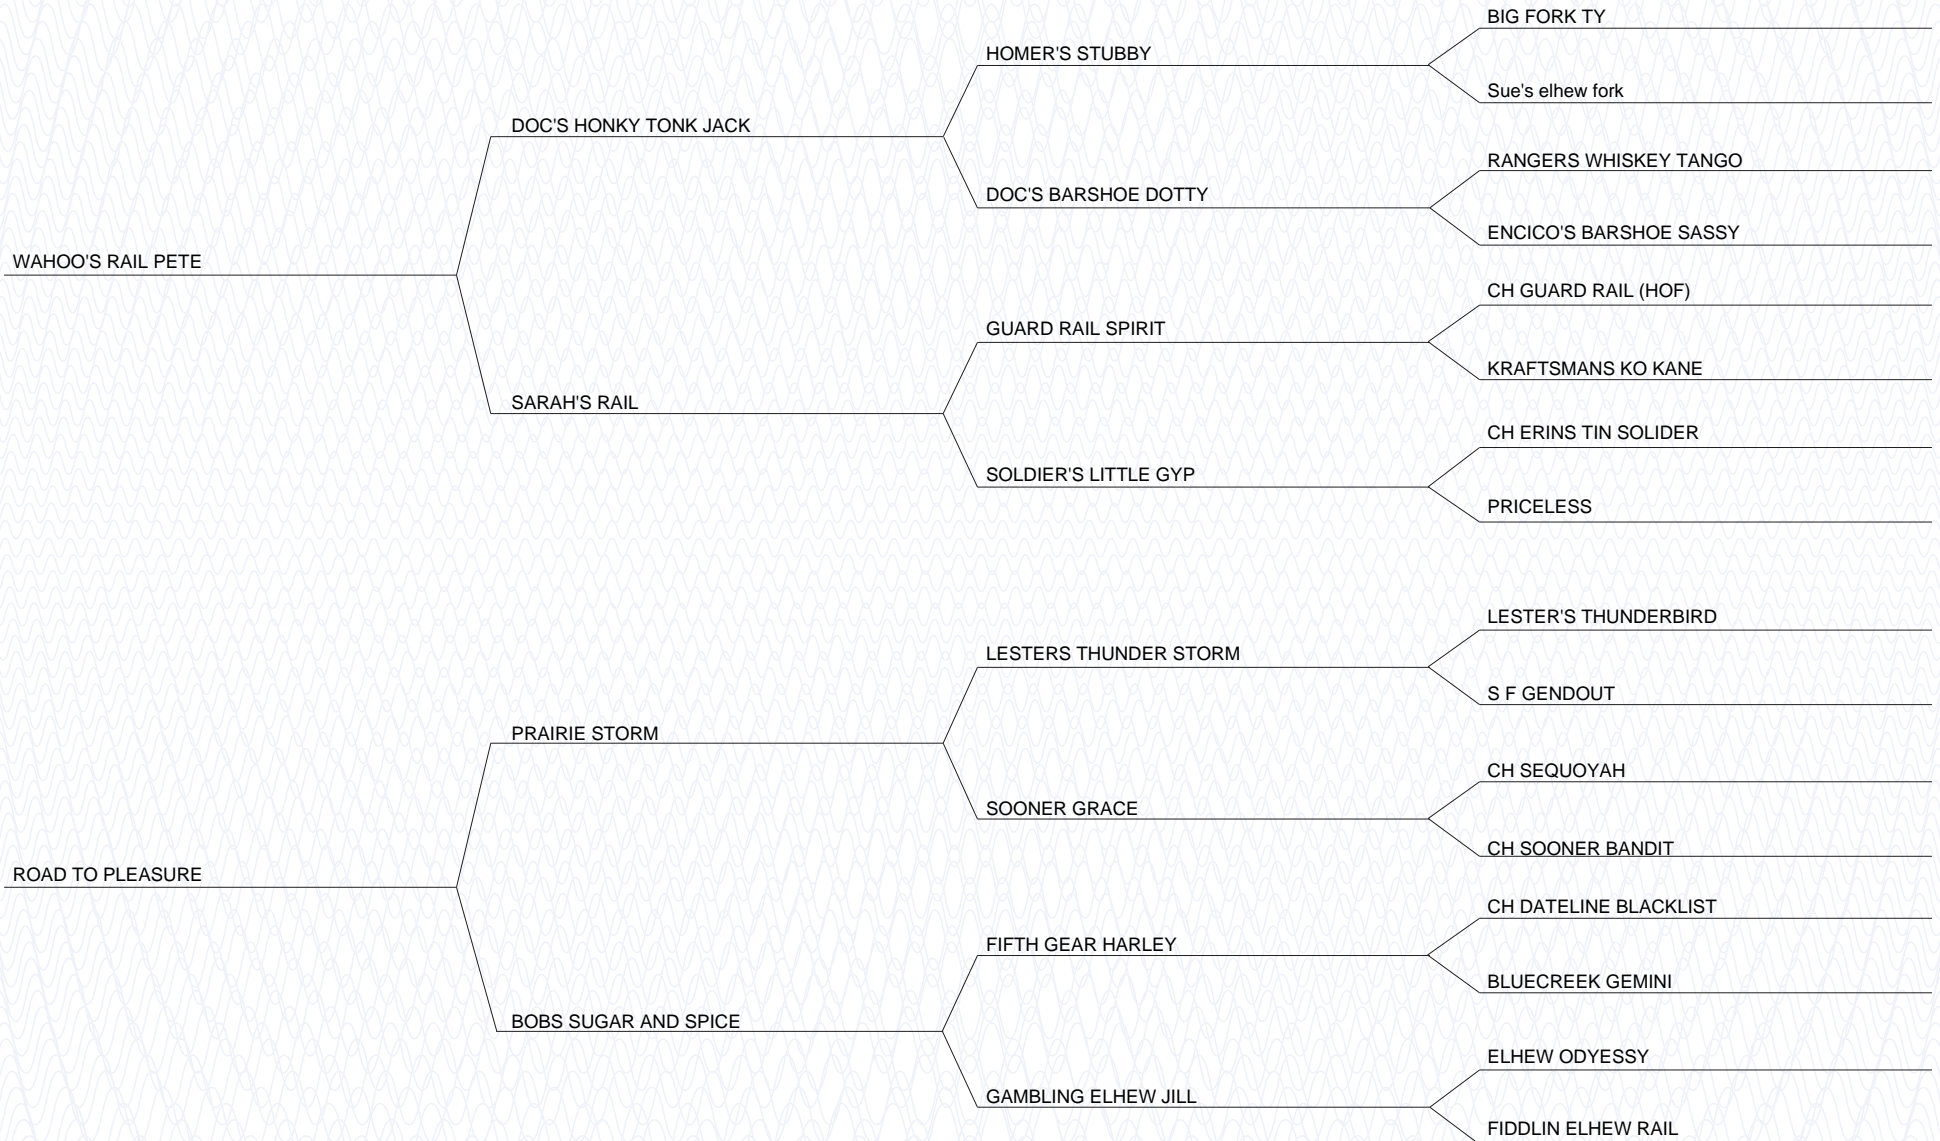 BIG FORK TY
HOMER'S STUBBY
Sue's elhew fork
DOC'S HONKY TONK JACK
RANGERS WHISKEY TANGO
DOC'S BARSHOE DOTTY
ENCICO'S BARSHOE SASSY
WAHOO'S RAIL PETE
CH GUARD RAIL (HOF)
GUARD RAIL SPIRIT
KRAFTSMANS KO KANE
SARAH'S RAIL
CH ERINS TIN SOLIDER
SOLDIER'S LITTLE GYP
PRICELESS
LESTER'S THUNDERBIRD
LESTERS THUNDER STORM
S F GENDOUT
PRAIRIE STORM
CH SEQUOYAH
SOONER GRACE
CH SOONER BANDIT
ROAD TO PLEASURE
CH DATELINE BLACKLIST
FIFTH GEAR HARLEY
BLUECREEK GEMINI
BOBS SUGAR AND SPICE
ELHEW ODYESSY
GAMBLING ELHEW JILL
FIDDLIN ELHEW RAIL